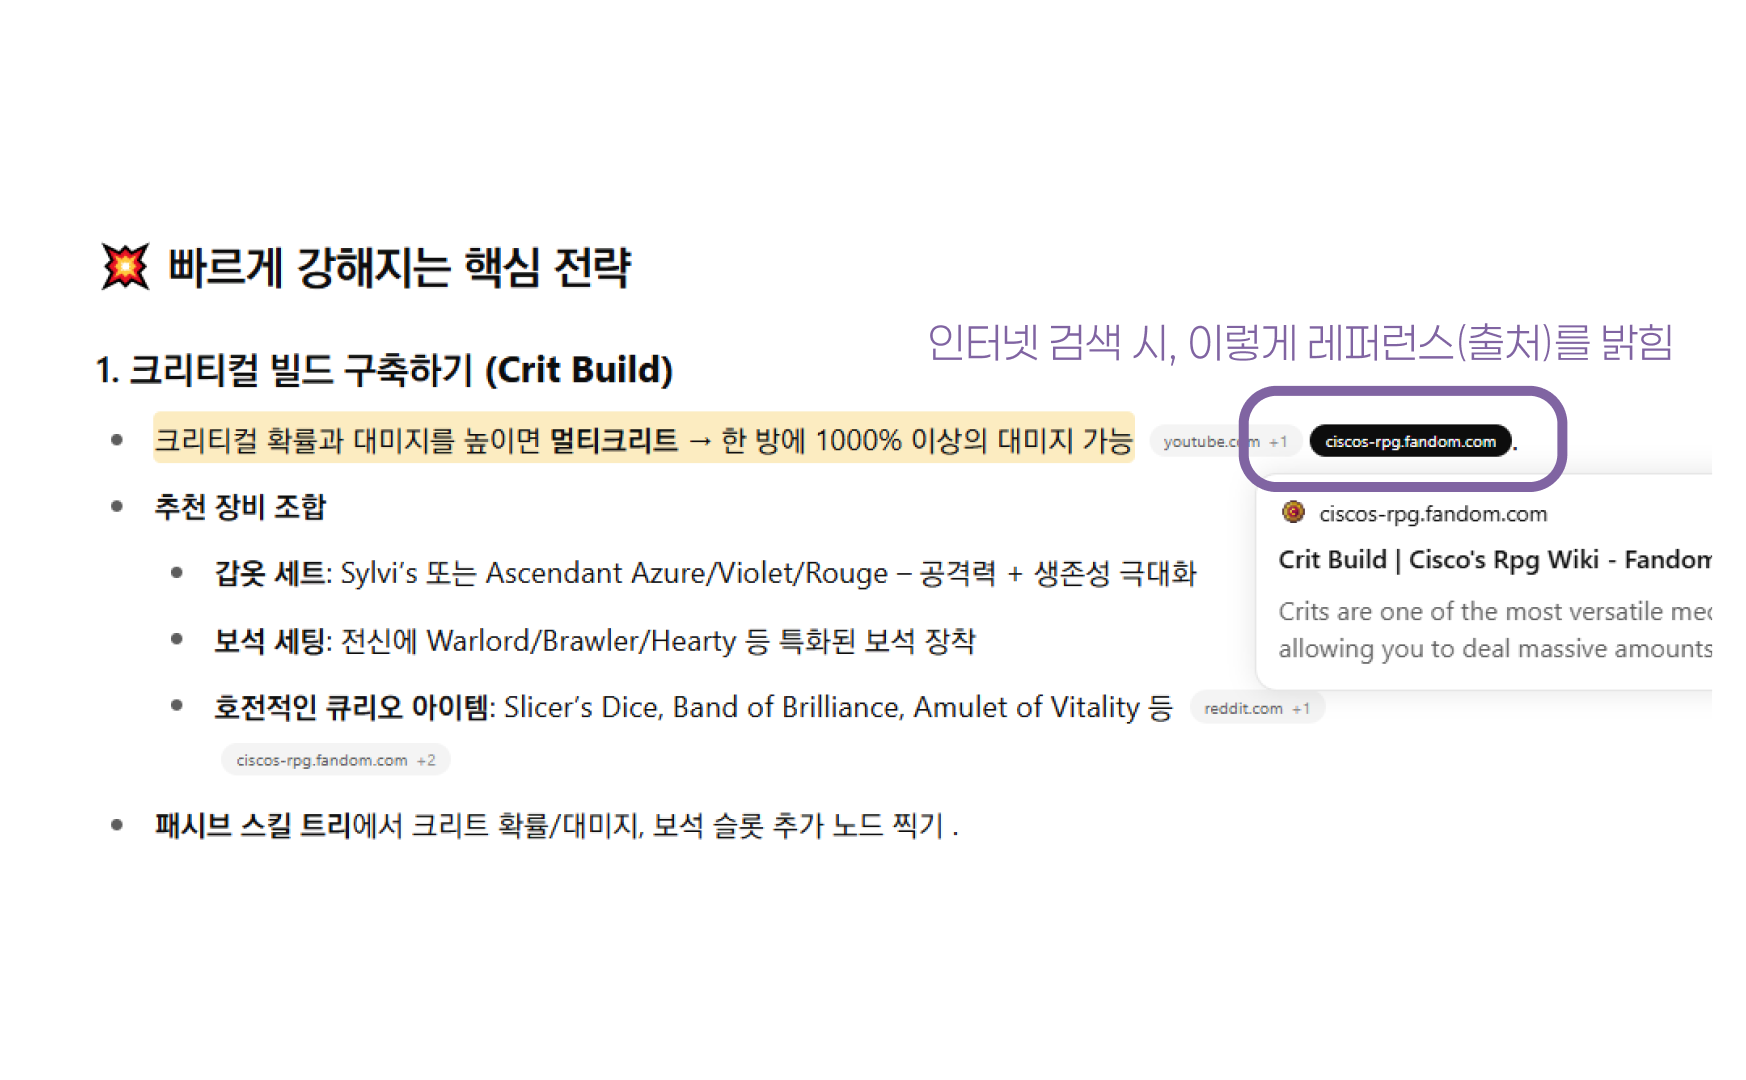 💥 빠르게 강해지는 핵심 전략
인터넷 검색 시, 이렇게 레퍼런스(출처)를 밝힘
1. 크리티컬 빌드 구축하기 (Crit Build)
• 크리티컬 확률과 대미지를 높이면 멀티크리트 → 한 방에 1000% 이상의 대미지 가능 youtube.com +1 ciscos-rpg.fandom.com.
• 추천 장비 조합
ciscos-rpg.fandom.com
Crit Build | Cisco's Rpg Wiki - Fandom
• 갑옷 세트: Sylvi's 또는 Ascendant Azure/Violet/Rouge – 공격력 + 생존성 극대화
Crits are one of the most versatile
allowing you to deal massive amounts
• 보석 세팅: 전신에 Warlord/Brawler/Hearty 등 특화된 보석 장착
• 호전적인 큐리오 아이템: Slicer's Dice, Band of Brilliance, Amulet of Vitality 등 reddit.com +1
ciscos-rpg.fandom.com +2
• 패시브 스킬 트리에서 크리트 확률/대미지, 보석 슬롯 추가 노드 찍기 .